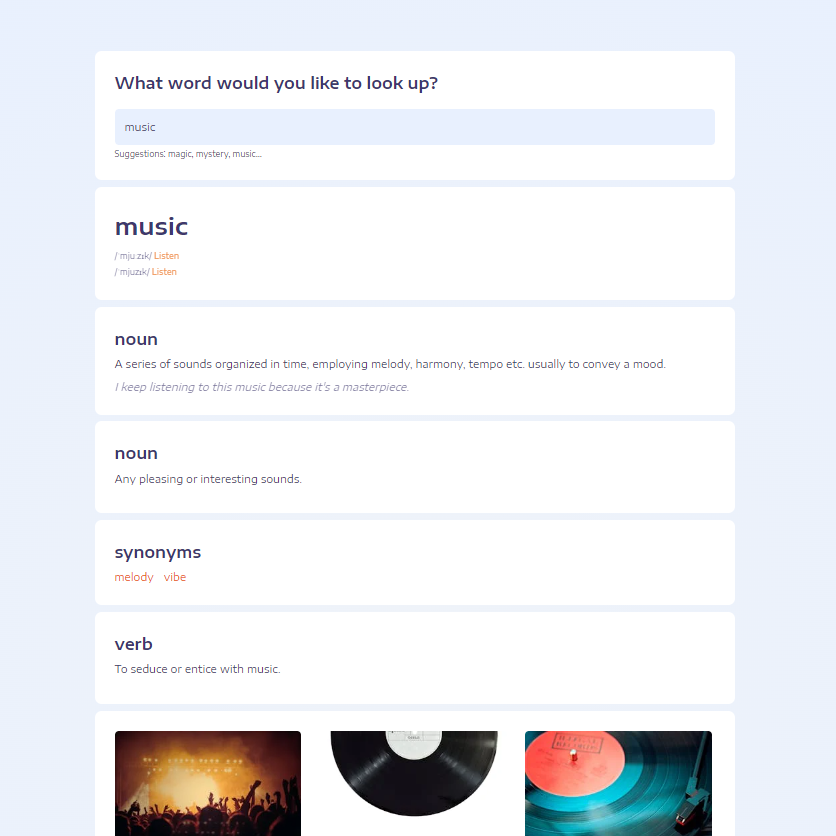 What word would you like to look up?
music
Suggestions: magic, mystery, music...
music
/ˈmjuːzɪk/ Listen
/ˈmjuzɪk/ Listen
noun
A series of sounds organized in time, employing melody, harmony, tempo etc. usually to convey a mood.
I keep listening to this music because it's a masterpiece.
noun
Any pleasing or interesting sounds.
synonyms
melody vibe
verb
To seduce or entice with music.